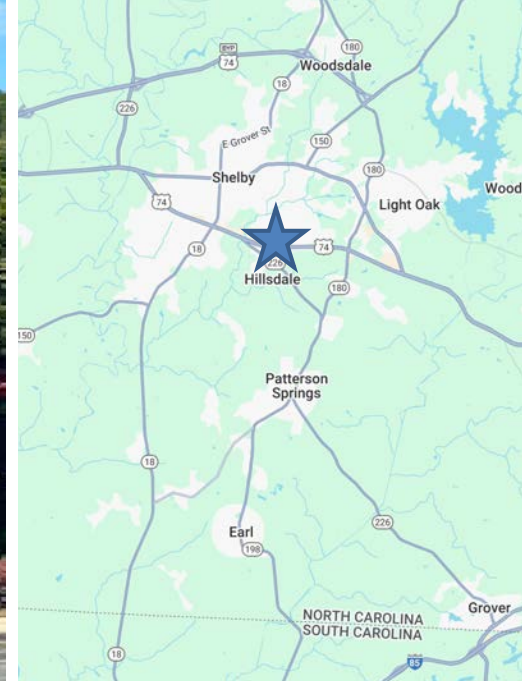 180
BYP
74
Woodsdale
18
226
E Grover St
150
180
Shelby
74
Light Oak
Wood
18
74
226
Hillsdale
180
150
Patterson
Springs
18
226
Earl
198
Grover
NORTH CAROLINA
SOUTH CAROLINA
18
85